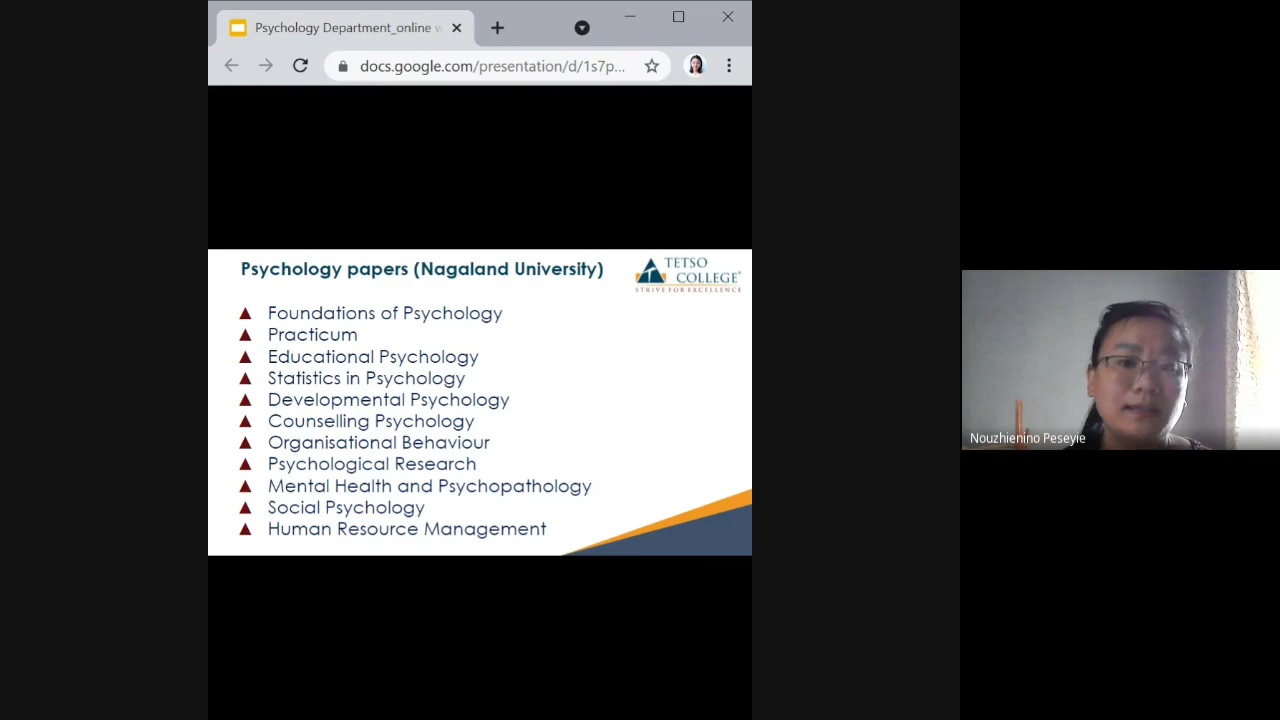 Psychology Department_online
docs.google.com/presentation/d/1s7p...
Psychology papers (Nagaland University)
TETSO
COLLEGE
STRIVE FOR EXCELLENCE
Foundations of Psychology
Practicum
Educational Psychology
Statistics in Psychology
Developmental Psychology
Counselling Psychology
Organisational Behaviour
Psychological Research
Mental Health and Psychopathology
Social Psychology
Human Resource Management
Nouzhienino Peseyie